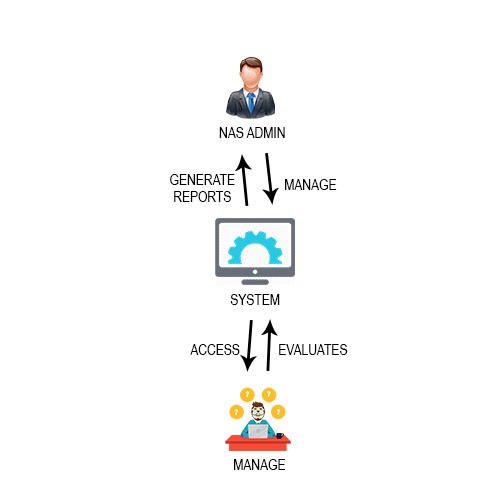 NAS ADMIN
GENERATE
REPORTS
MANAGE
SYSTEM
ACCESS
EVALUATES
? ?
? ?
MANAGE